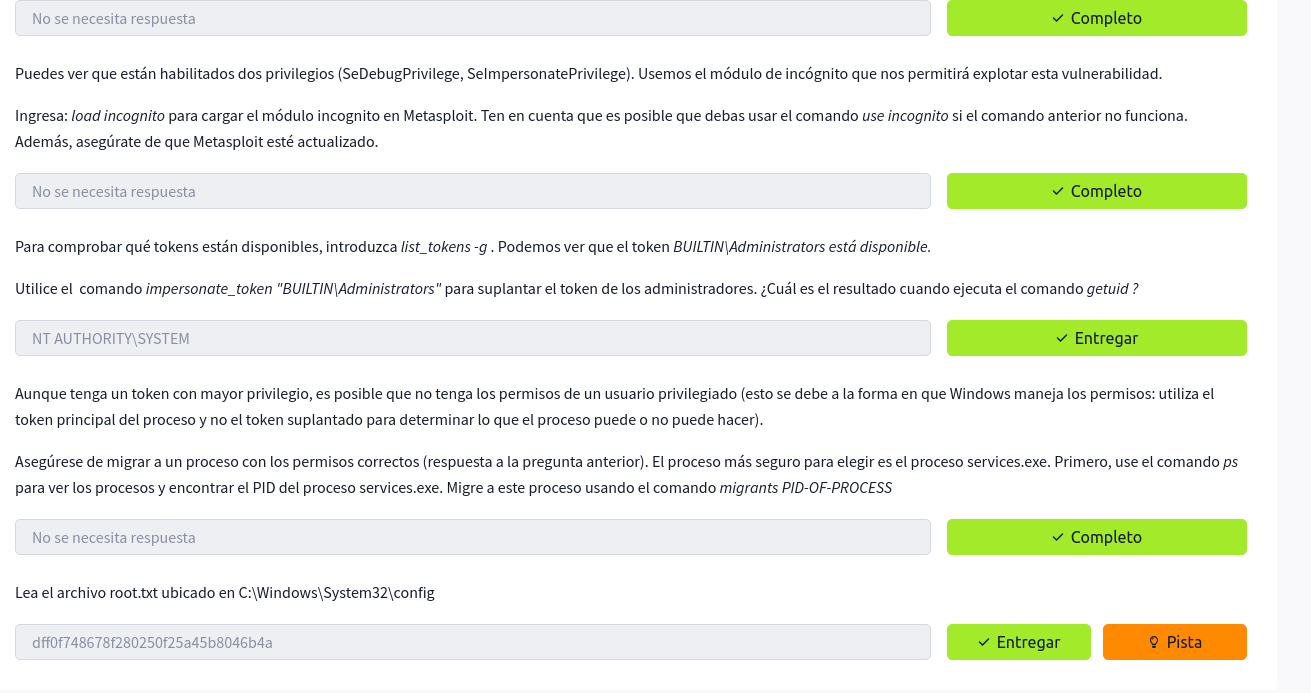 No se necesita respuesta
Completo
Puedes ver que están habilitados dos privilegios (SeDebugPrivilege, SeImpersonatePrivilege). Usemos el módulo de incógnito que nos permitirá explotar esta vulnerabilidad.
Ingresa: load incognito para cargar el módulo incognito en Metasploit. Ten en cuenta que es posible que debas usar el comando use incognito si el comando anterior no funciona.
Además, asegúrate de que Metasploit esté actualizado.
No se necesita respuesta
Completo
Para comprobar qué tokens están disponibles, introduzca list_tokens -g . Podemos ver que el token BUILTIN\Administrators está disponible.
Utilice el comando impersonate_token "BUILTIN\Administrators" para suplantar el token de los administradores. ¿Cuál es el resultado cuando ejecuta el comando getuid ?
NT AUTHORITY\SYSTEM
Entregar
Aunque tenga un token con mayor privilegio, es posible que no tenga los permisos de un usuario privilegiado (esto se debe a la forma en que Windows maneja los permisos: utiliza el
token principal del proceso y no el token suplantado para determinar lo que el proceso puede o no puede hacer).
Asegúrese de migrar a un proceso con los permisos correctos (respuesta a la pregunta anterior). El proceso más seguro para elegir es el proceso services.exe. Primero, use el comando ps
para ver los procesos y encontrar el PID del proceso services.exe. Migre a este proceso usando el comando migrants PID-OF-PROCESS
No se necesita respuesta
Completo
Lea el archivo root.txt ubicado en C:\Windows\System32\config
dff0f748678f280250f25a45b8046b4a
Entregar
Pista